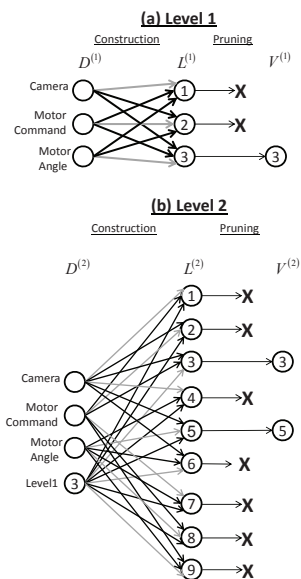 (a) Level 1
Construction Pruning
D^(1) L^(1) V^(1)
Camera
1 X
Motor
Command
2 X
Motor
Angle
3 3
(b) Level 2
Construction Pruning
D^(2) L^(2) V^(2)
1 X
2 X
3 3
Camera
4 X
Motor
Command
5 5
Motor
Angle
6 X
Level1 3
7 X
8 X
9 X